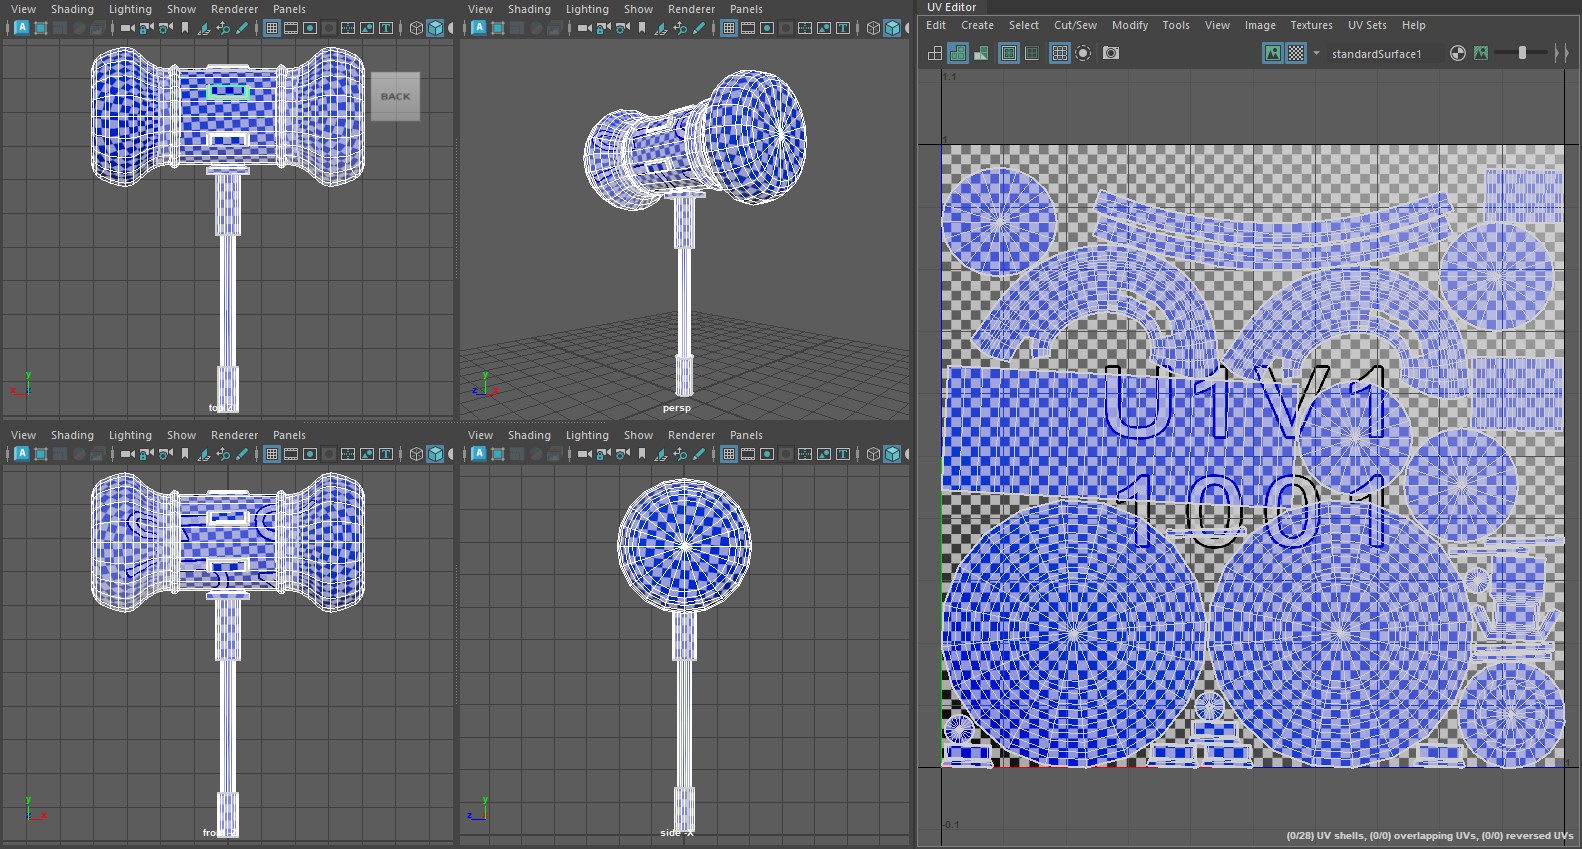 View Shading Lighting Show Renderer Panels
View Shading Lighting Show Renderer Panels
UV Editor
Edit Create Select Cut/Sew Modify Tools View Image Textures UV Sets Help
standardSurface1
BACK
persp
View Shading Lighting Show Renderer Panels
View Shading Lighting Show Renderer Panels
side -X
1.1
1
U1V1
1001
1
-0.1
(0/28) UV shells, (0/0) overlapping UVs, (0/0) reversed UVs